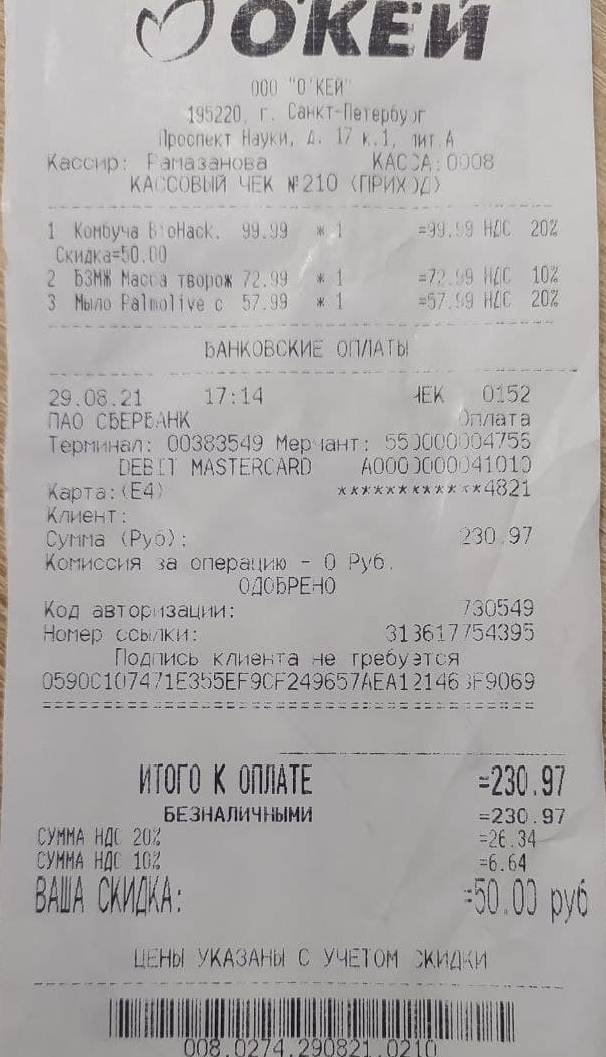 О'КЕЙ
ООО "О'КЕЙ"
195220, г. Санкт-Петербург
Проспект Науки, д. 17 к.1, лит.А
Кассир: Рамазанова КАССА:0008
КАССОВЫЙ ЧЕК №210 (ПРИХОД)
1 Комбуча BioHack. 99.99 * 1 =99.99 НДС 20%
Скидка=50.00
2 БЗМЖ Масса творож 72.99 * 1 =72.99 НДС 10%
3 Мыло Palmolive с 57.99 * 1 =57.99 НДС 20%
БАНКОВСКИЕ ОПЛАТЫ
29.08.21 17:14 ЧЕК 0152
ПАО СБЕРБАНК Оплата
Терминал: 00383549 Мерчант: 550000004756
DEBIT MASTERCARD A0000000041010
Карта:(E4) ************4821
Клиент:
Сумма (Руб): 230.97
Комиссия за операцию - 0 Руб.
ОДОБРЕНО
Код авторизации: 730549
Номер ссылки: 313617754395
Подпись клиента не требуется
==============================================
ИТОГО К ОПЛАТЕ =230.97
БЕЗНАЛИЧНЫМИ =230.97
СУММА НДС 20% =26.34
СУММА НДС 10% =6.64
ВАША СКИДКА: =50.00 руб
ЦЕНЫ УКАЗАНЫ С УЧЕТОМ СКИДКИ
008.0274.290821.0210